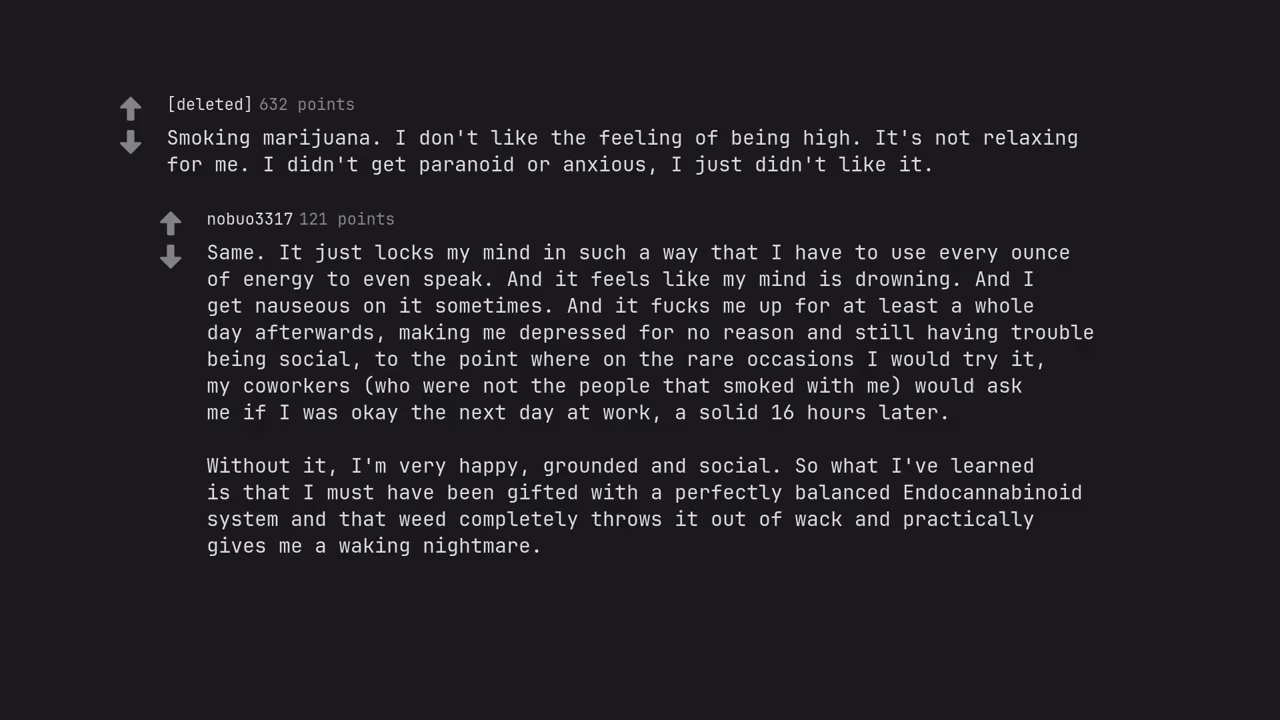 [deleted] 632 points
Smoking marijuana. I don't like the feeling of being high. It's not relaxing
for me. I didn't get paranoid or anxious, I just didn't like it.
nobuo3317 121 points
Same. It just locks my mind in such a way that I have to use every ounce
of energy to even speak. And it feels like my mind is drowning. And I
get nauseous on it sometimes. And it fucks me up for at least a whole
day afterwards, making me depressed for no reason and still having trouble
being social, to the point where on the rare occasions I would try it,
my coworkers (who were not the people that smoked with me) would ask
me if I was okay the next day at work, a solid 16 hours later.
Without it, I'm very happy, grounded and social. So what I've learned
is that I must have been gifted with a perfectly balanced Endocannabinoid
system and that weed completely throws it out of wack and practically
gives me a waking nightmare.